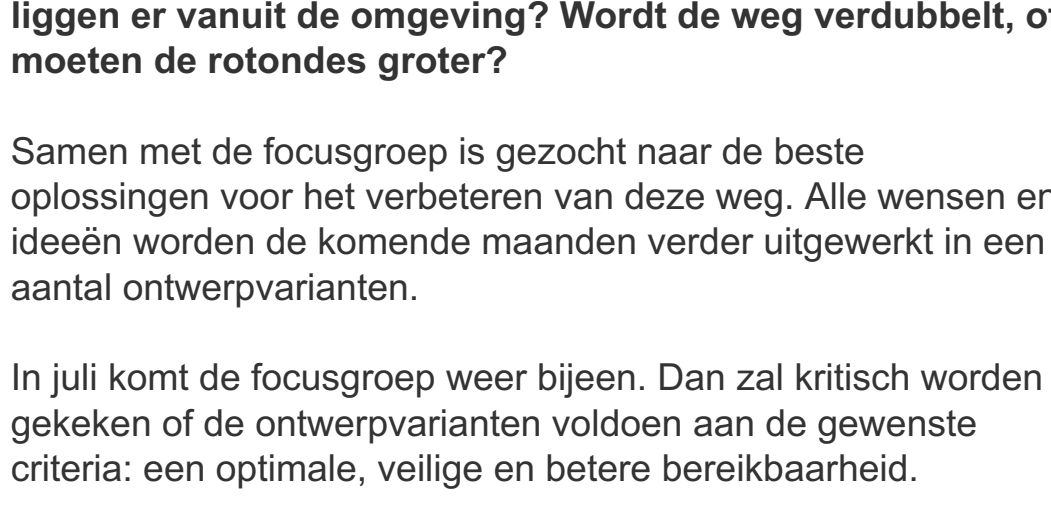 liggen er vanuit de omgeving? Wordt de weg verdubbelt, of
moeten de rotondes groter?
Samen met de focusgroep is gezocht naar de beste
oplossingen voor het verbeteren van deze weg. Alle wensen en
ideeën worden de komende maanden verder uitgewerkt in een
aantal ontwerpvarianten.
In juli komt de focusgroep weer bijeen. Dan zal kritisch worden
gekeken of de ontwerpvarianten voldoen aan de gewenste
criteria: een optimale, veilige en betere bereikbaarheid.